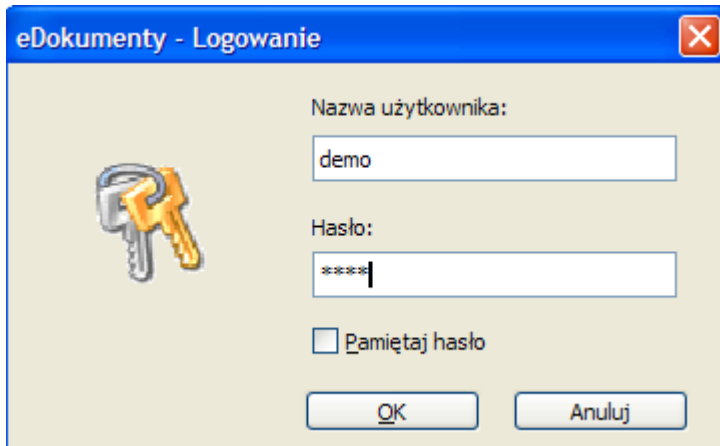 eDokumenty - Logowanie
Nazwa użytkownika:
demo
Hasło:
****
Pamiętaj hasło
OK
Anuluj